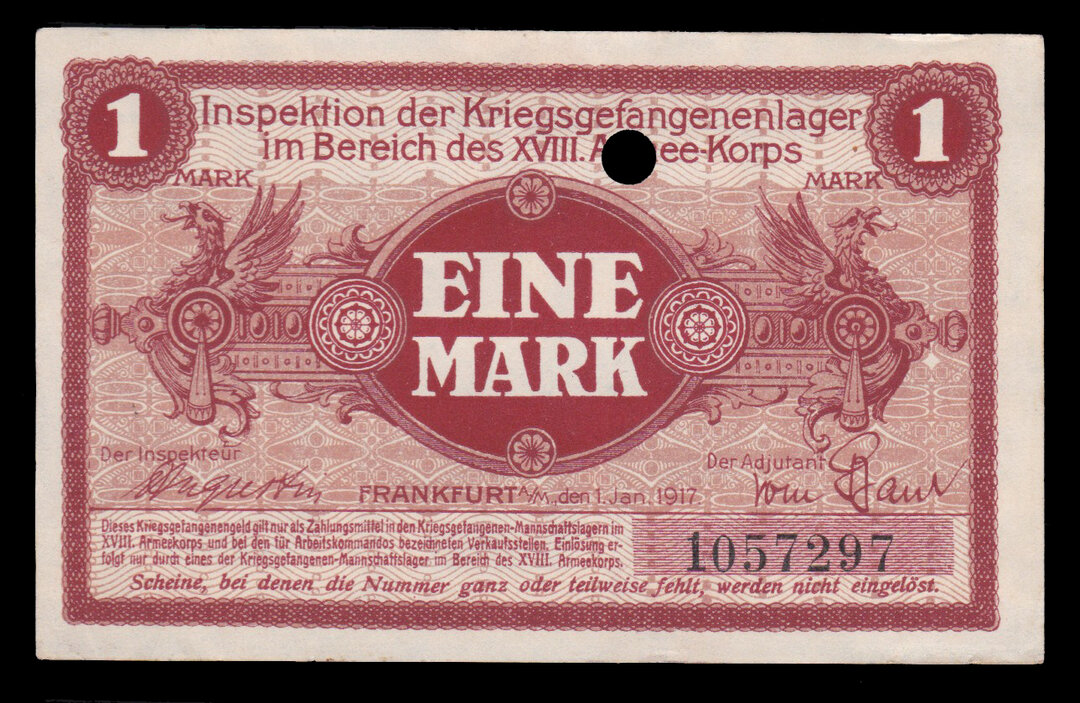 1
1
Inspektion der Kriegsgefangenenlager
im Bereich des XVIII. A ee-Korps
MARK
MARK
EINE
MARK
Der Inspekteur
Der Adjutant
FRANKFURT A/M., den 1. Jan. 1917
Dieses Kriegsgefangenengeld gilt nur als Zahlungsmittel in den Kriegsgefangenen-Mannschaftslagern im
XVIII. Armeekorps und bei den für Arbeitskommandos bezeichneten Verkaufsstellen. Einlösung er-
folgt nur durch eines der Kriegsgefangenen-Mannschaftslager im Bereich des XVIII. Armeekorps.
1057297
Scheine, bei denen die Nummer ganz oder teilweise fehlt, werden nicht eingelöst.